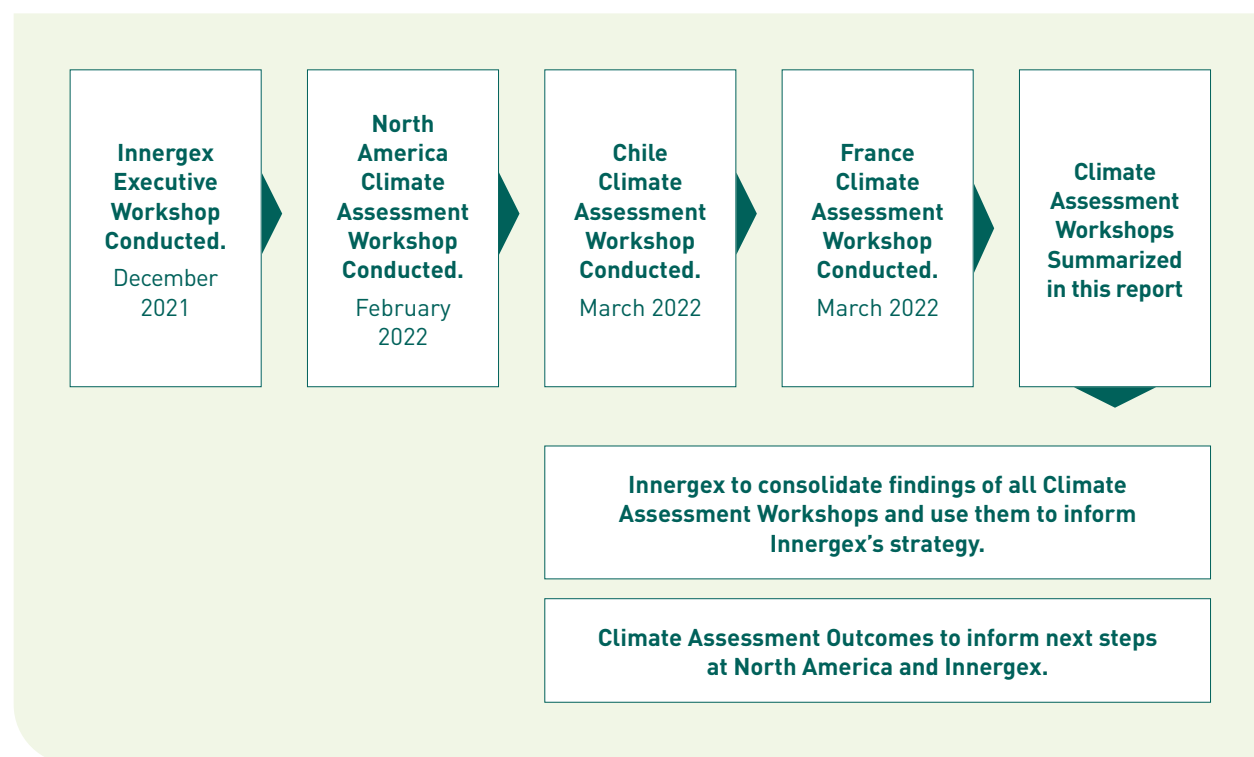 Innergex
Executive
Workshop
Conducted.
December
2021
North
America
Climate
Assessment
Workshop
Conducted.
February
2022
Chile
Climate
Assessment
Workshop
Conducted.
March 2022
France
Climate
Assessment
Workshop
Conducted.
March 2022
Climate
Assessment
Workshops
Summarized
in this report
Innergex to consolidate findings of all Climate
Assessment Workshops and use them to inform
Innergex’s strategy.
Climate Assessment Outcomes to inform next steps
at North America and Innergex.